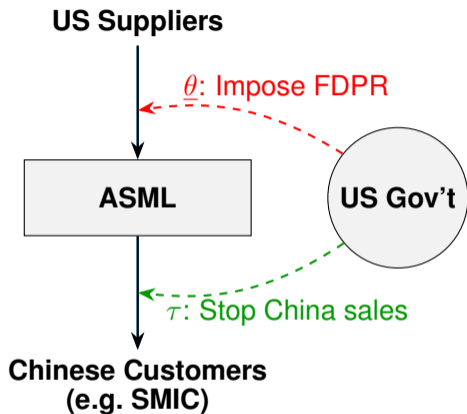 US Suppliers
θ: Impose FDPR
ASML
US Gov't
τ: Stop China sales
Chinese Customers
(e.g. SMIC)